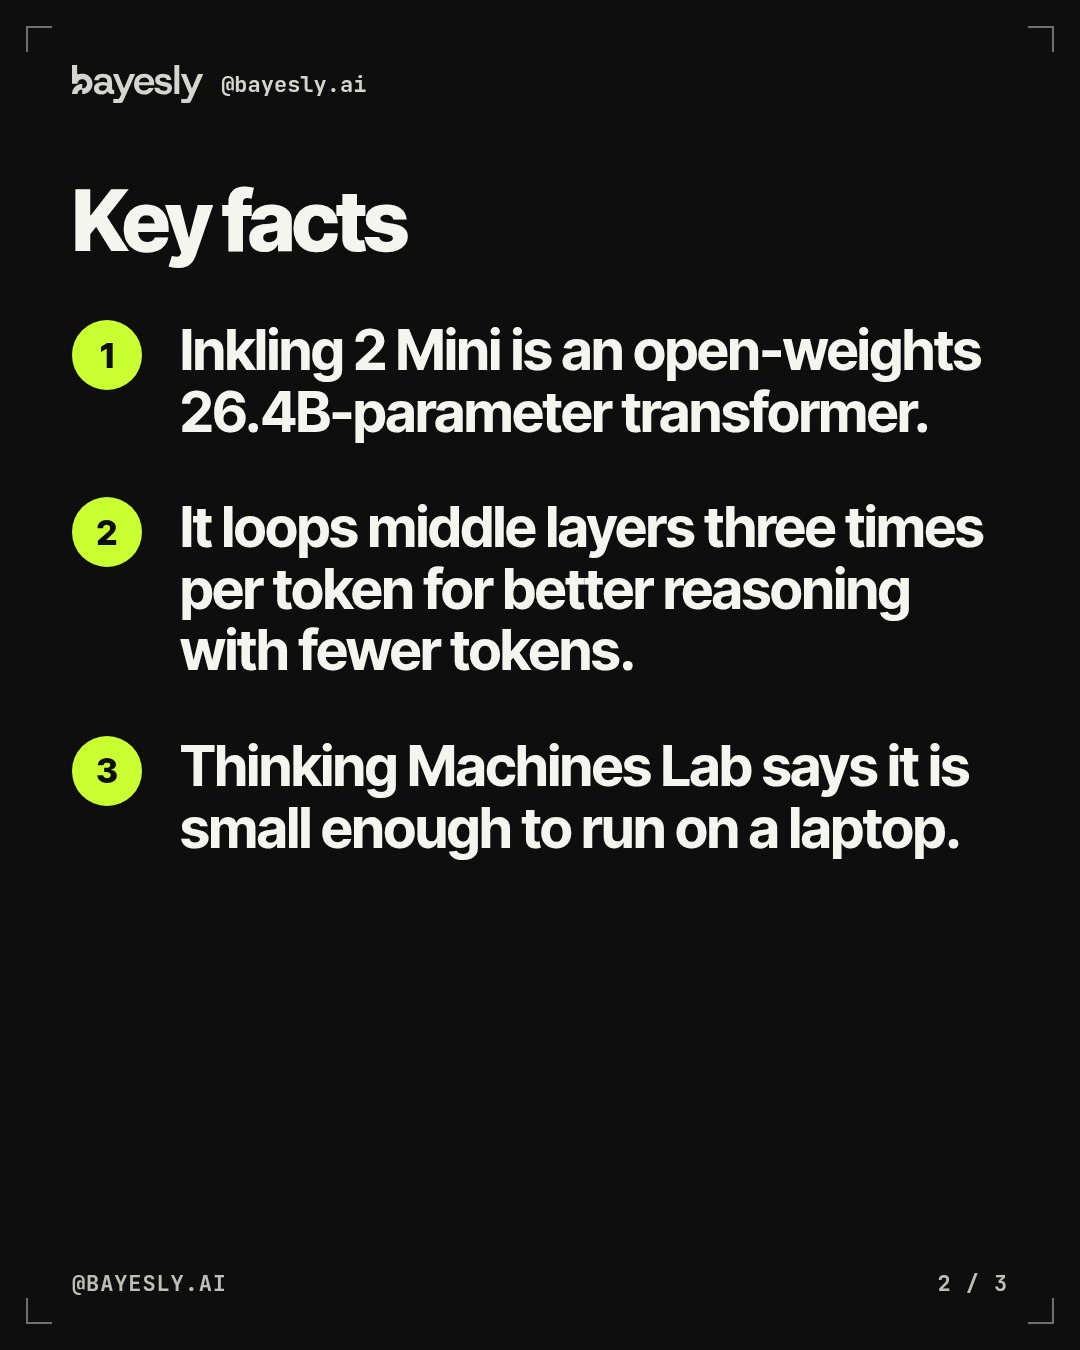 bayesly @bayesly.ai
Key facts
1 Inkling 2 Mini is an open-weights
26.4B-parameter transformer.
2 It loops middle layers three times
per token for better reasoning
with fewer tokens.
3 Thinking Machines Lab says it is
small enough to run on a laptop.
@BAYESLY.AI 2 / 3